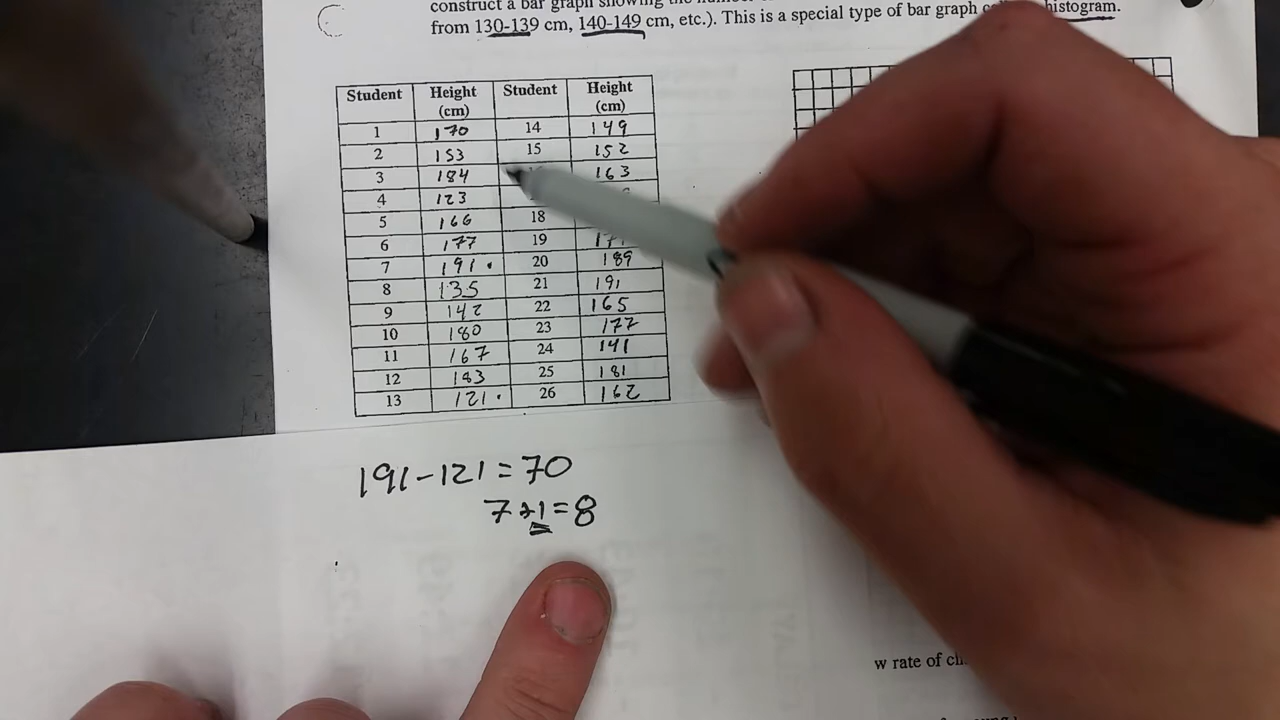 construct a bar graph showing the
from 130-139 cm, 140-149 cm, etc.). This is a special type of bar graph histogram.
Student Height (cm) Student Height (cm)
1 170 14 149
2 153 15 152
3 184 163
4 123
5 166 18
6 177 19
7 191. 20 189
8 135 21 191
9 142 22 165
10 180 23 177
11 167 24 141
12 183 25 181
13 121. 26 162
191-121=70
7+1=8
w rate of